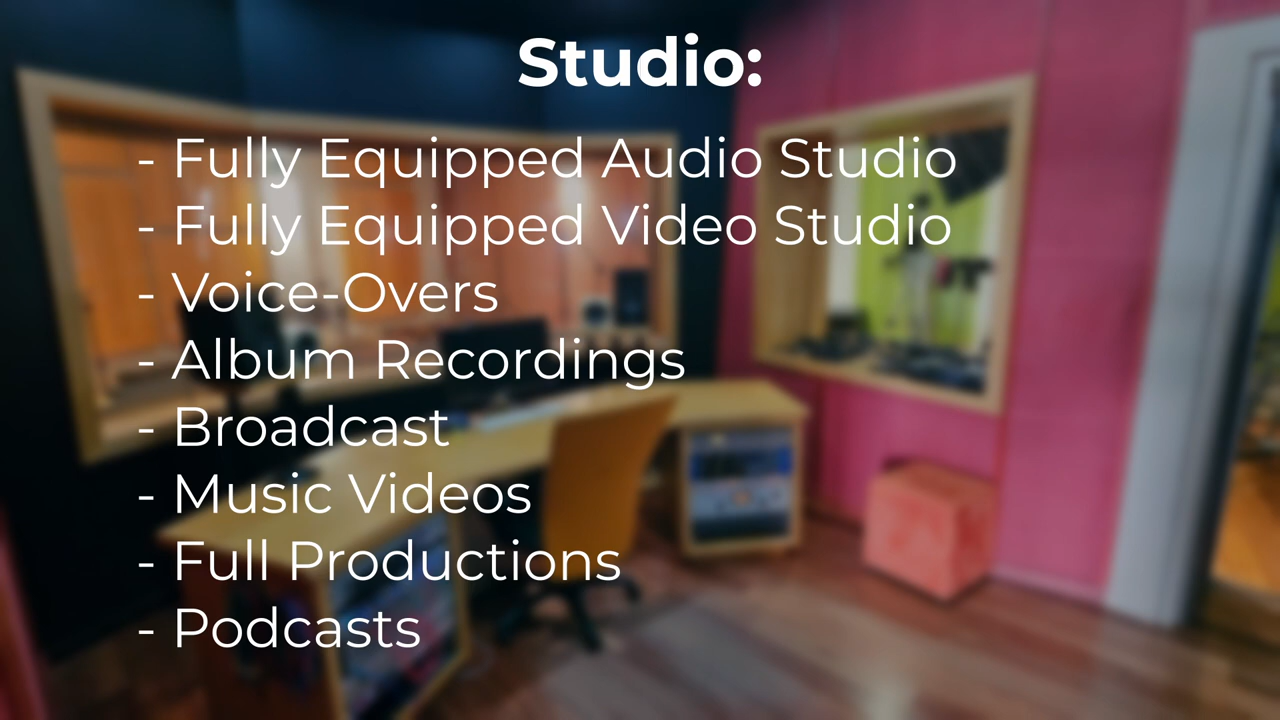 Studio:
- Fully Equipped Audio Studio
- Fully Equipped Video Studio
- Voice-Overs
- Album Recordings
- Broadcast
- Music Videos
- Full Productions
- Podcasts